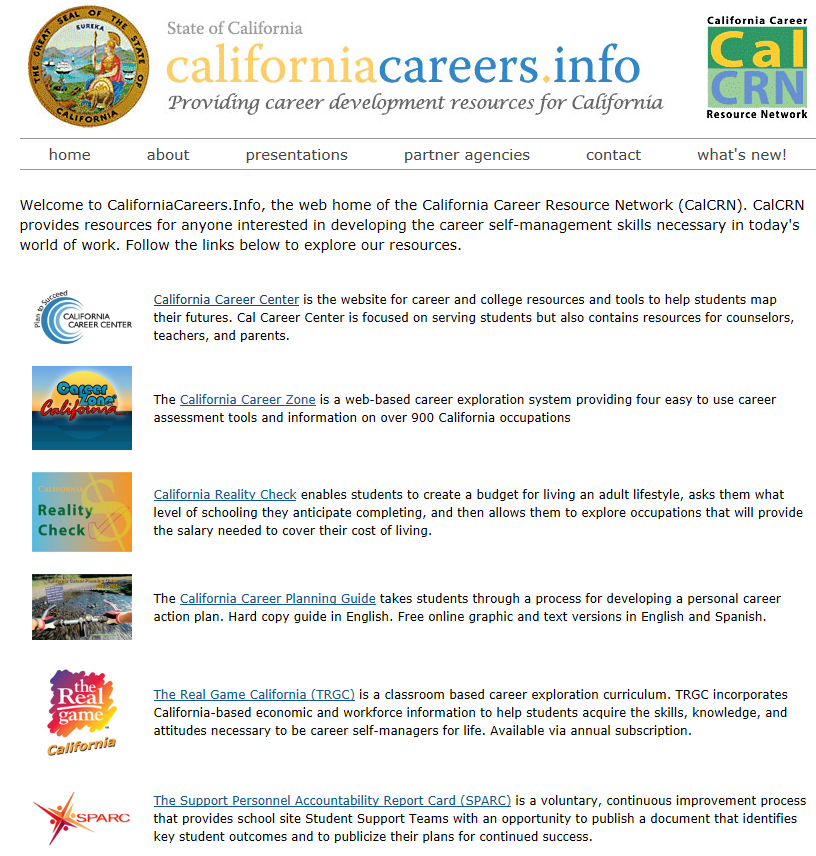 THE GREAT SEAL OF THE STATE OF CALIFORNIA
EUREKA
State of California
californiacareers.info
Providing career development resources for California
California Career
Cal
CRN
Resource Network
home about presentations partner agencies contact what's new!
Welcome to CaliforniaCareers.Info, the web home of the California Career Resource Network (CalCRN). CalCRN
provides resources for anyone interested in developing the career self-management skills necessary in today's
world of work. Follow the links below to explore our resources.
Plan to Succeed
CALIFORNIA
CAREER CENTER
California Career Center is the website for career and college resources and tools to help students map
their futures. Cal Career Center is focused on serving students but also contains resources for counselors,
teachers, and parents.
Career
Zone
California
The California Career Zone is a web-based career exploration system providing four easy to use career
assessment tools and information on over 900 California occupations
California
Reality
Check
California Reality Check enables students to create a budget for living an adult lifestyle, asks them what
level of schooling they anticipate completing, and then allows them to explore occupations that will provide
the salary needed to cover their cost of living.
The California Career Planning Guide takes students through a process for developing a personal career
action plan. Hard copy guide in English. Free online graphic and text versions in English and Spanish.
the
Real
game
California
The Real Game California (TRGC) is a classroom based career exploration curriculum. TRGC incorporates
California-based economic and workforce information to help students acquire the skills, knowledge, and
attitudes necessary to be career self-managers for life. Available via annual subscription.
SPARC
The Support Personnel Accountability Report Card (SPARC) is a voluntary, continuous improvement process
that provides school site Student Support Teams with an opportunity to publish a document that identifies
key student outcomes and to publicize their plans for continued success.